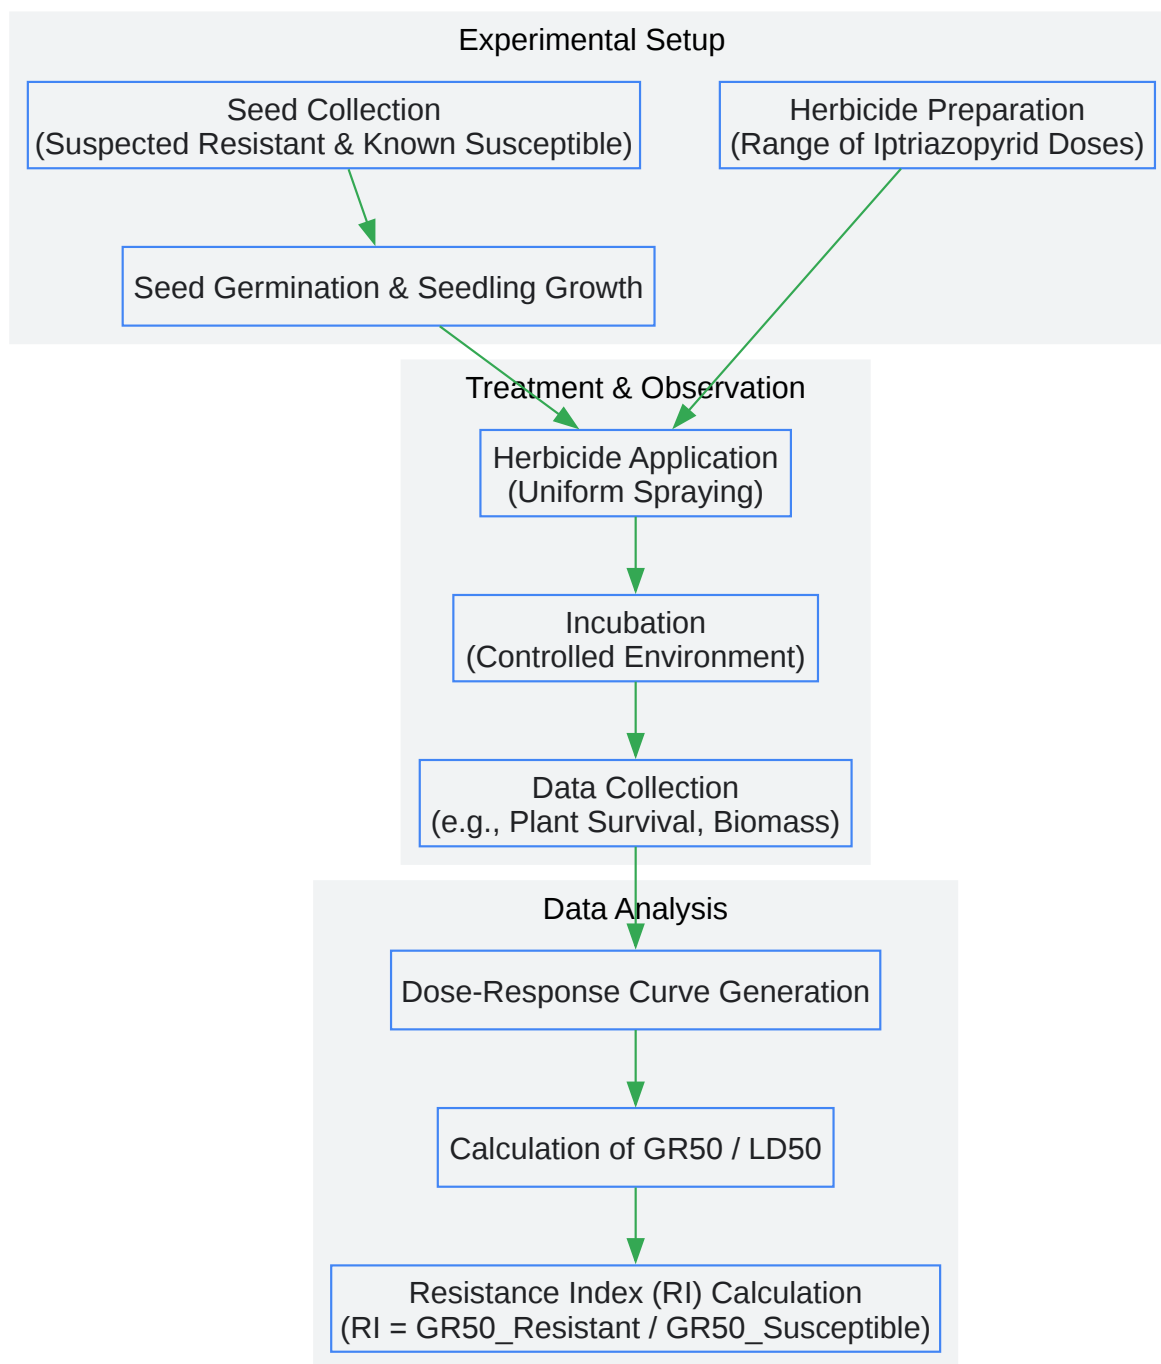 Experimental Setup
Seed Collection
(Suspected Resistant & Known Susceptible)
Herbicide Preparation
(Range of Iptriazopyrid Doses)
Seed Germination & Seedling Growth
Treatment & Observation
Herbicide Application
(Uniform Spraying)
Incubation
(Controlled Environment)
Data Collection
(e.g., Plant Survival, Biomass)
Data Analysis
Dose-Response Curve Generation
Calculation of GR50 / LD50
Resistance Index (RI) Calculation
(RI = GR50_Resistant / GR50_Susceptible)